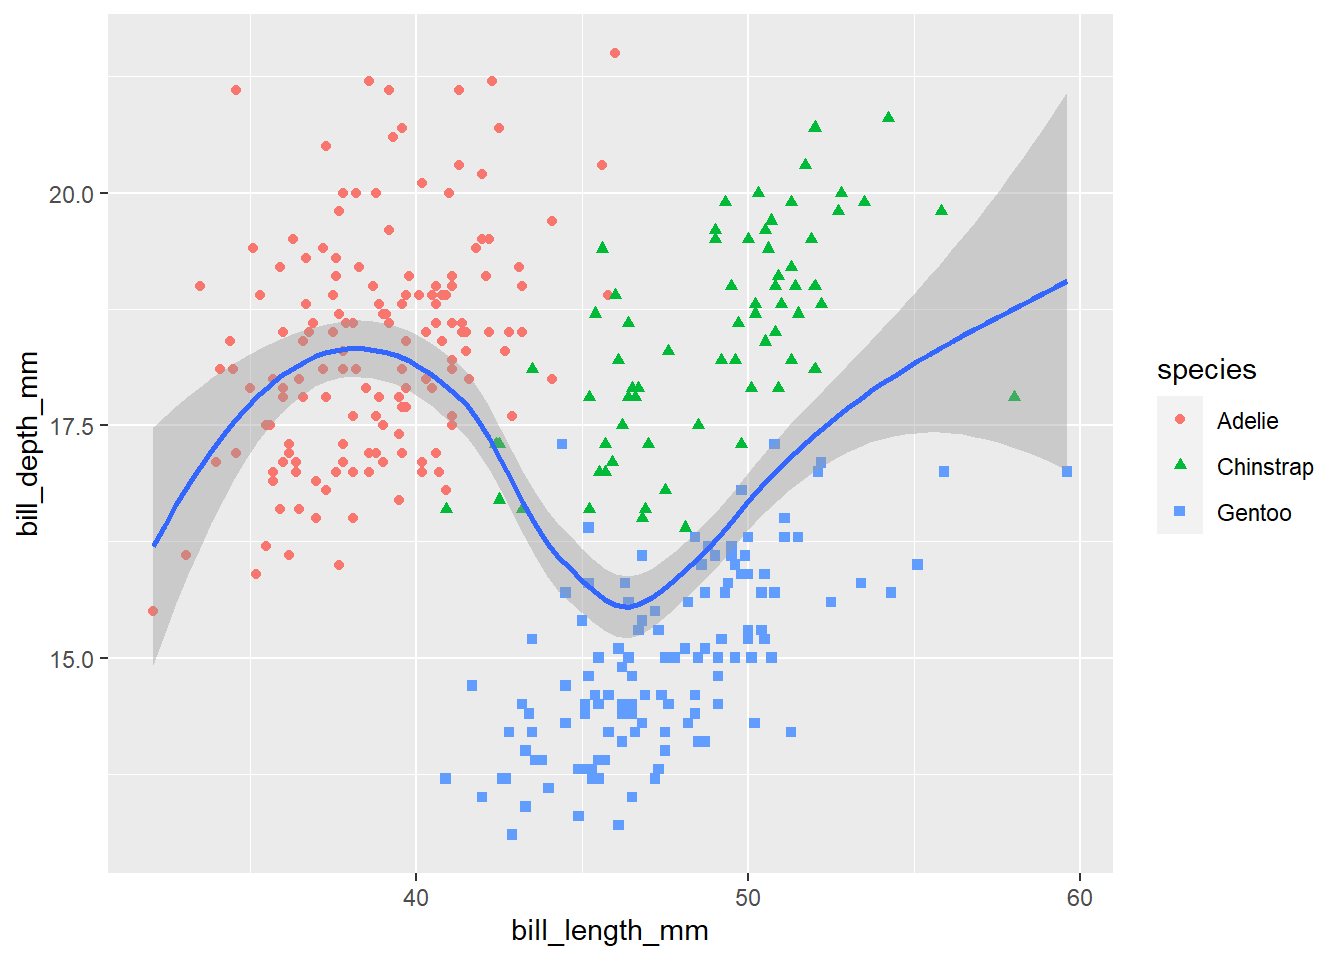 bill_depth_mm
20.0
17.5
15.0
40
50
60
bill_length_mm
species
Adelie
Chinstrap
Gentoo